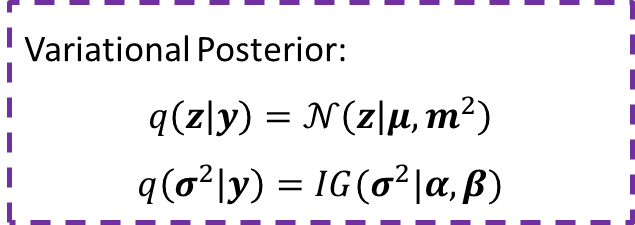 Variational Posterior:
𝑞(𝒛|𝒚) = 𝒩(𝒛|𝝁, 𝒎²)
𝑞(𝝈²|𝒚) = 𝐼𝐺(𝝈²|𝜶, 𝜷)